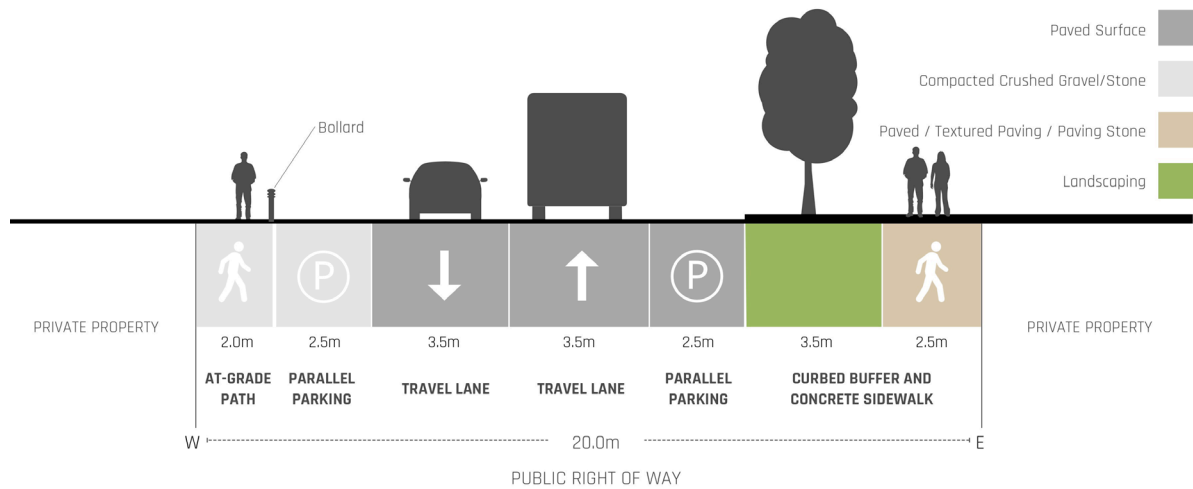 Paved Surface
Compacted Crushed Gravel/Stone
Bollard
Paved / Textured Paving / Paving Stone
Landscaping
P
P
PRIVATE PROPERTY
PRIVATE PROPERTY
2.0m
2.5m
3.5m
3.5m
2.5m
3.5m
2.5m
AT-GRADE
PATH
PARALLEL
PARKING
TRAVEL LANE
TRAVEL LANE
PARALLEL
PARKING
CURBED BUFFER AND
CONCRETE SIDEWALK
W
20.0m
E
PUBLIC RIGHT OF WAY